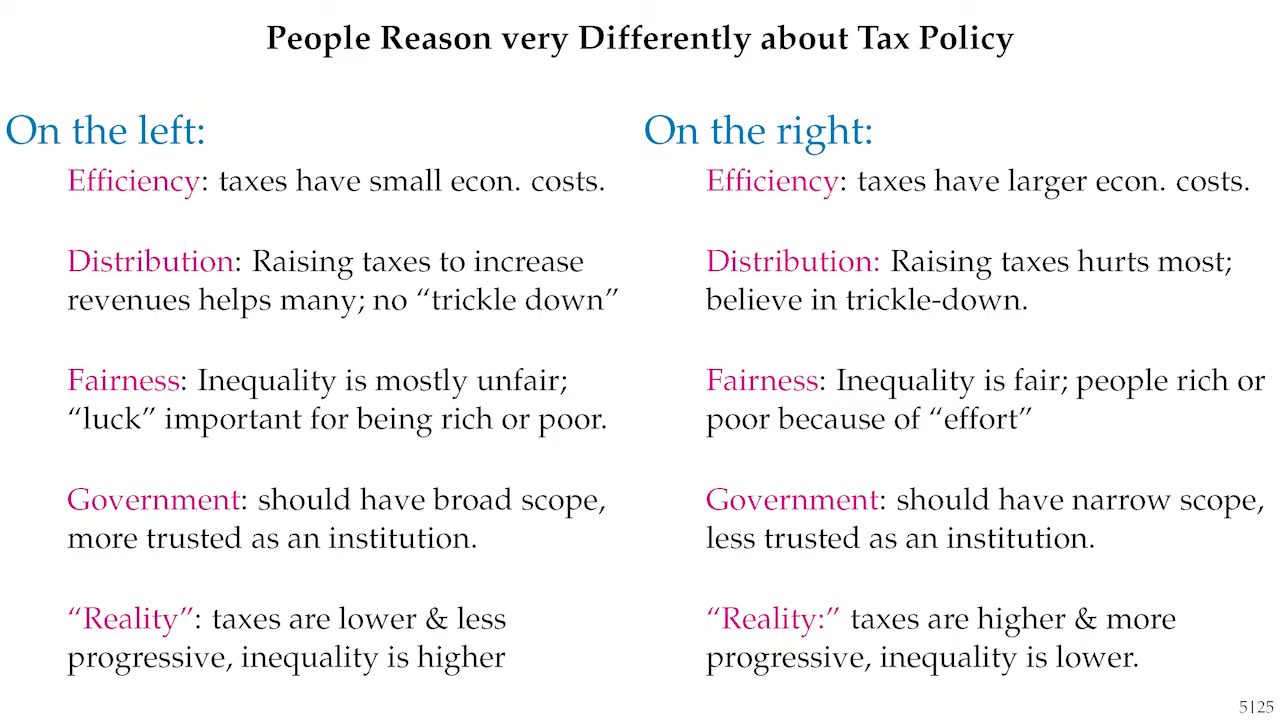 People Reason very Differently about Tax Policy
On the left:
Efficiency: taxes have small econ. costs.
Distribution: Raising taxes to increase
revenues helps many; no “trickle down”
Fairness: Inequality is mostly unfair;
“luck” important for being rich or poor.
Government: should have broad scope,
more trusted as an institution.
“Reality”: taxes are lower & less
progressive, inequality is higher
On the right:
Efficiency: taxes have larger econ. costs.
Distribution: Raising taxes hurts most;
believe in trickle-down.
Fairness: Inequality is fair; people rich or
poor because of “effort”
Government: should have narrow scope,
less trusted as an institution.
“Reality:” taxes are higher & more
progressive, inequality is lower.
5|25